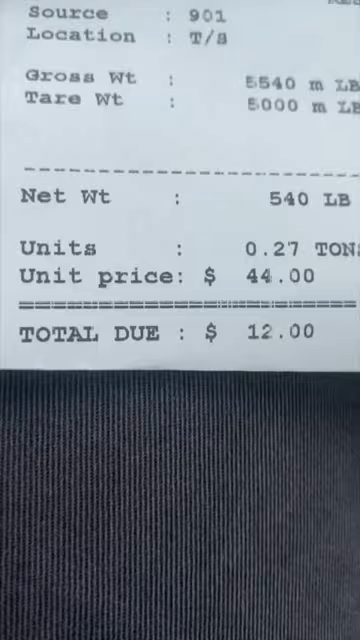 Source : 901
Location : T/S
Gross Wt : 5540 m LB
Tare Wt : 5000 m LB
Net Wt : 540 LB
Units : 0.27 TONS
Unit price: $ 44.00
TOTAL DUE : $ 12.00